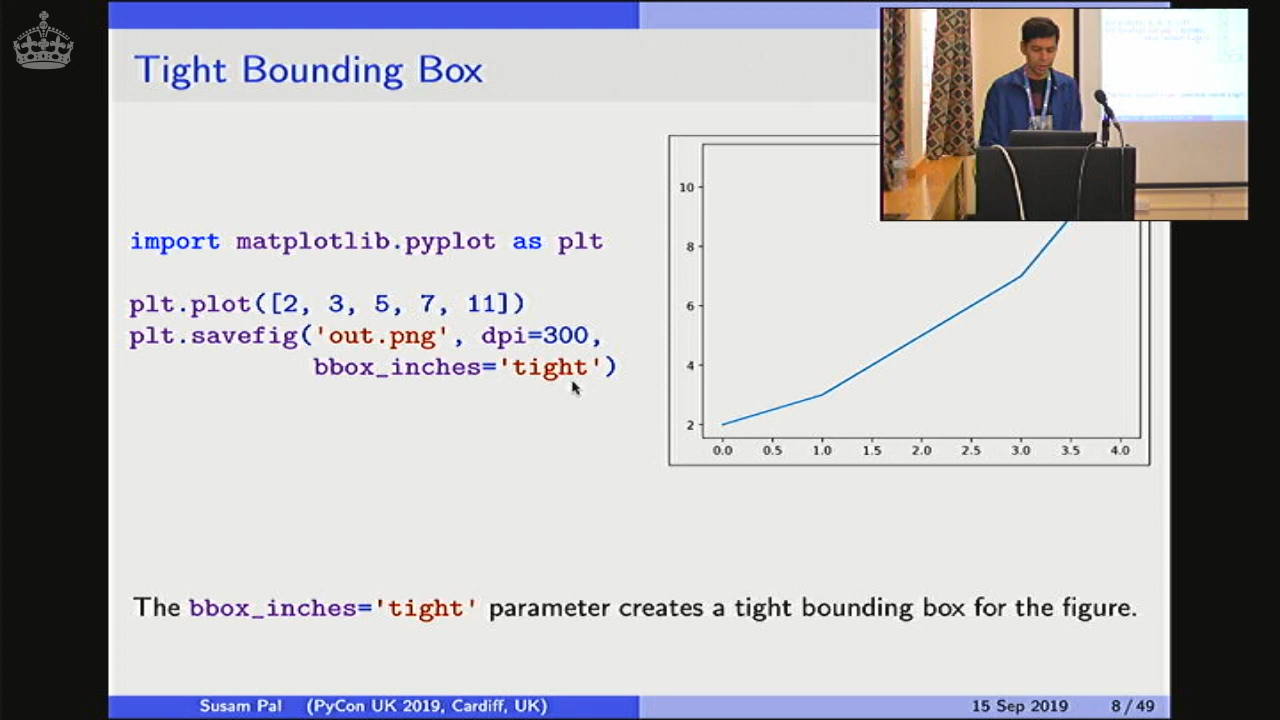 Tight Bounding Box
import matplotlib.pyplot as plt
plt.plot([2, 3, 5, 7, 11])
plt.savefig('out.png', dpi=300,
bbox_inches='tight')
10
8
6
4
2
0.0 0.5 1.0 1.5 2.0 2.5 3.0 3.5 4.0
The bbox_inches='tight' parameter creates a tight bounding box for the figure.
Susam Pal (PyCon UK 2019, Cardiff, UK) 15 Sep 2019 8 / 49